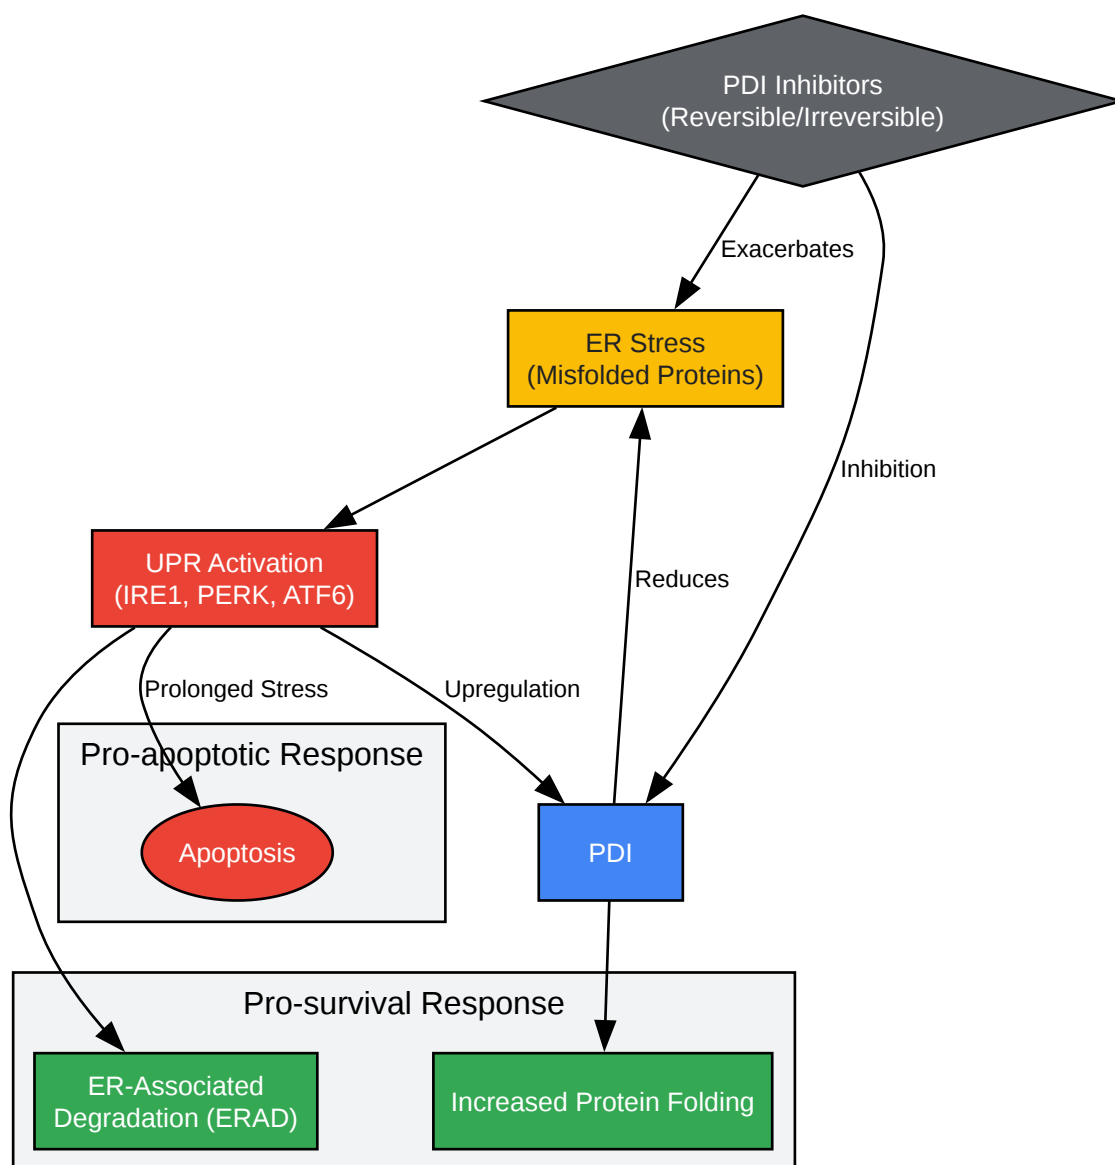 PDI Inhibitors
(Reversible/Irreversible)
Exacerbates
ER Stress
(Misfolded Proteins)
Inhibition
UPR Activation
(IRE1, PERK, ATF6)
Reduces
Prolonged Stress
Upregulation
Pro-apoptotic Response
Apoptosis
PDI
Pro-survival Response
ER-Associated
Degradation (ERAD)
Increased Protein Folding